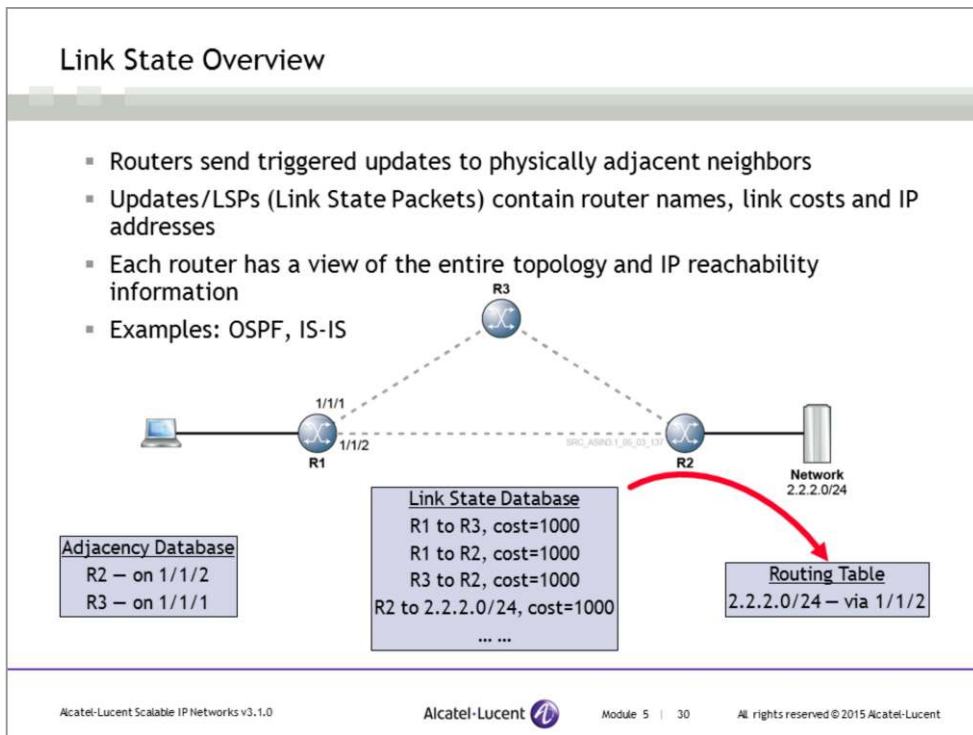 Link State Overview
▪ Routers send triggered updates to physically adjacent neighbors
▪ Updates/LSPs (Link State Packets) contain router names, link costs and IP
addresses
▪ Each router has a view of the entire topology and IP reachability
information
▪ Examples: OSPF, IS-IS
R3
1/1/1
1/1/2
R1
SRC_ASIN3.1_05_03_137
R2
Network
2.2.2.0/24
Adjacency Database
R2 — on 1/1/2
R3 — on 1/1/1
Link State Database
R1 to R3, cost=1000
R1 to R2, cost=1000
R3 to R2, cost=1000
R2 to 2.2.2.0/24, cost=1000
... ...
Routing Table
2.2.2.0/24 — via 1/1/2
Alcatel-Lucent Scalable IP Networks v3.1.0
Alcatel·Lucent
Module 5 | 30
All rights reserved © 2015 Alcatel-Lucent